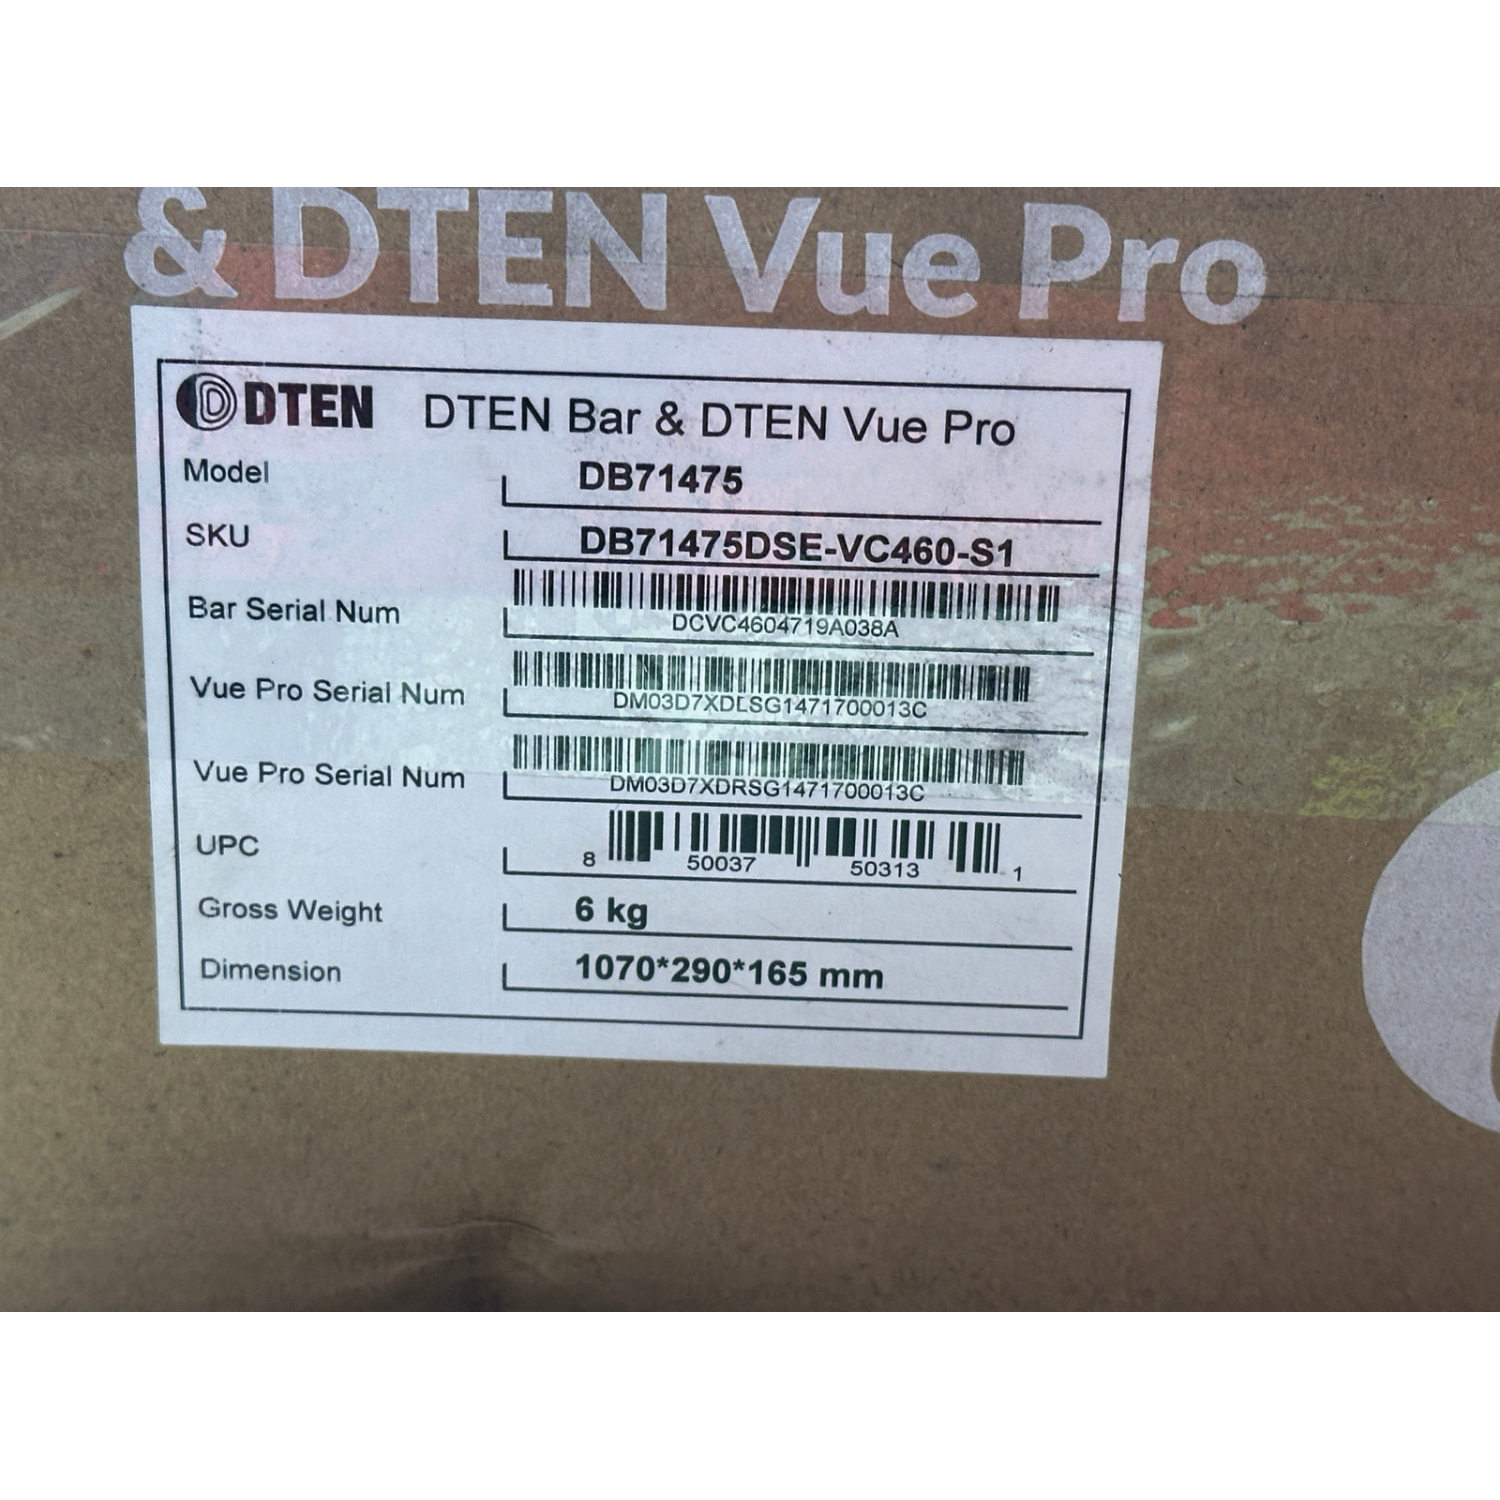 & DTEN Vue Pro
DTEN DTEN Bar & DTEN Vue Pro
Model DB71475
SKU DB71475DSE-VC460-S1
Bar Serial Num DCVC4604719A038A
Vue Pro Serial Num DM03D7XDLSG1471700013C
Vue Pro Serial Num DM03D7XDRSG1471700013C
UPC 8 50037 50313 1
Gross Weight 6 kg
Dimension 1070*290*165 mm